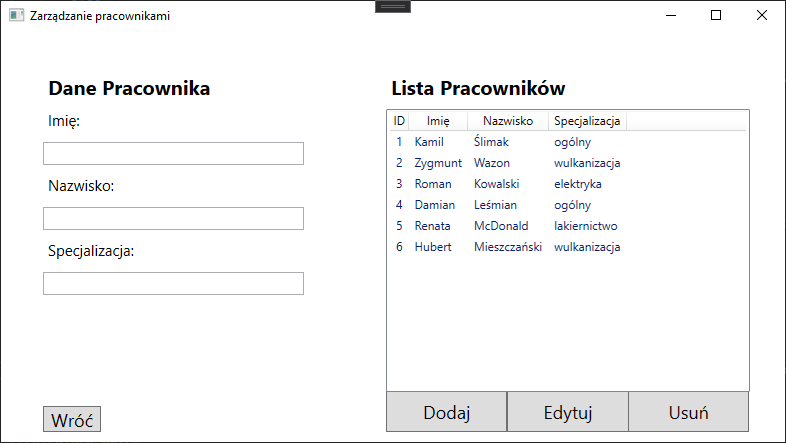 Zarządzanie pracownikami
Dane Pracownika
Imię:
Nazwisko:
Specjalizacja:
Wróć
Lista Pracowników
ID Imię Nazwisko Specjalizacja
1 Kamil Ślimak ogólny
2 Zygmunt Wazon wulkanizacja
3 Roman Kowalski elektryka
4 Damian Leśmian ogólny
5 Renata McDonald lakiernictwo
6 Hubert Mieszczański wulkanizacja
Dodaj Edytuj Usuń